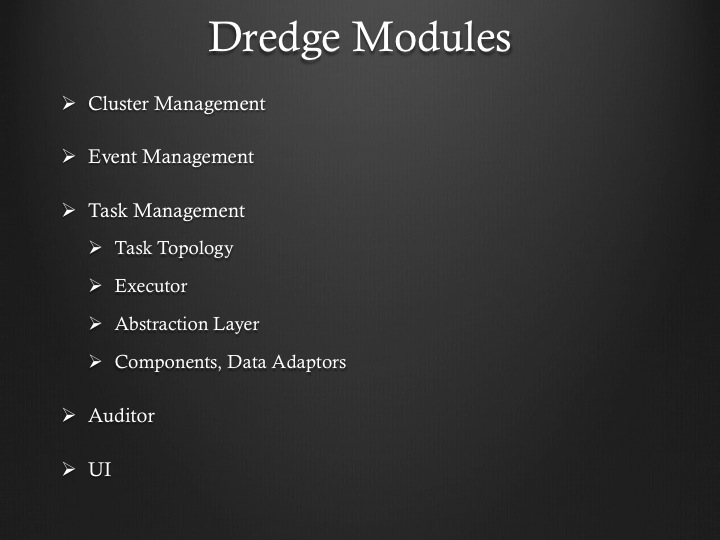 Dredge Modules
Cluster Management
Event Management
Task Management
Task Topology
Executor
Abstraction Layer
Components, Data Adaptors
Auditor
UI